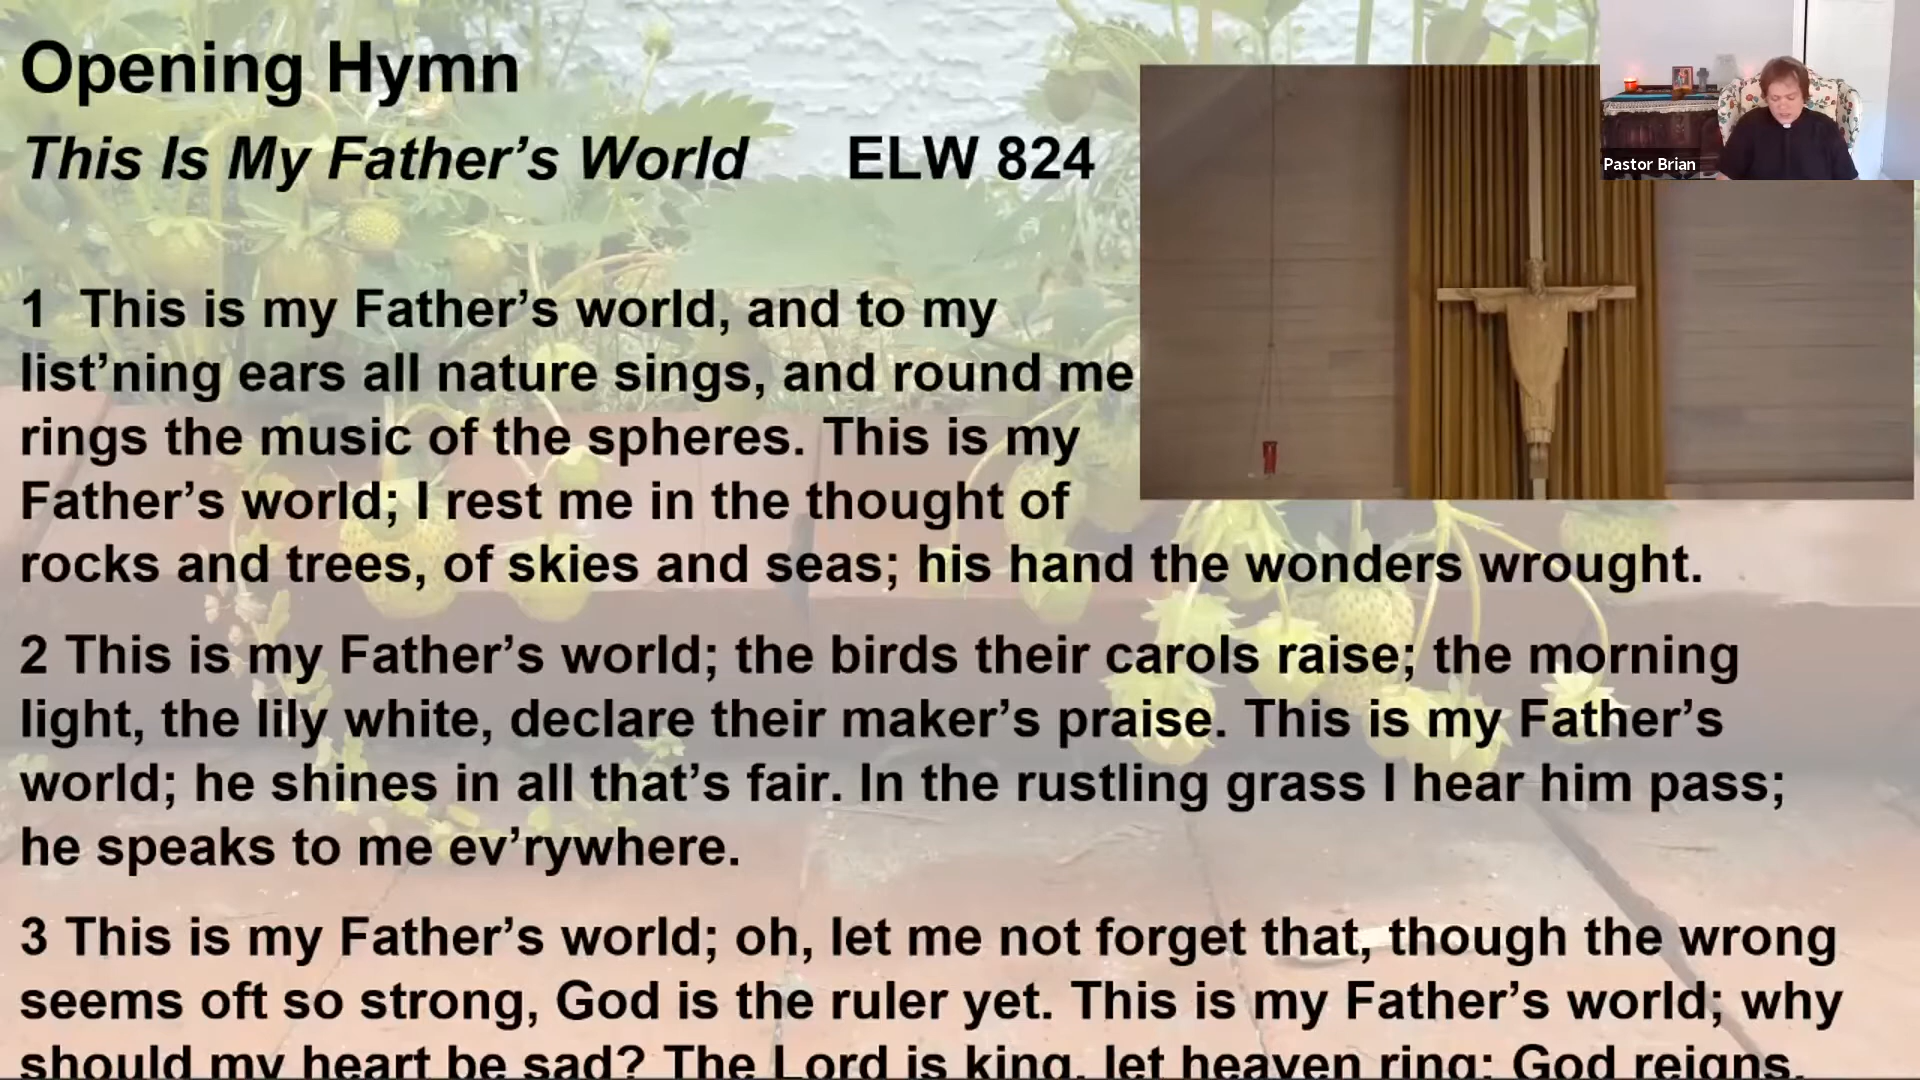 Opening Hymn
This Is My Father’s World ELW 824
Pastor Brian
1 This is my Father’s world, and to my
list’ning ears all nature sings, and round me
rings the music of the spheres. This is my
Father’s world; I rest me in the thought of
rocks and trees, of skies and seas; his hand the wonders wrought.
2 This is my Father’s world; the birds their carols raise; the morning
light, the lily white, declare their maker’s praise. This is my Father’s
world; he shines in all that’s fair. In the rustling grass I hear him pass;
he speaks to me ev’rywhere.
3 This is my Father’s world; oh, let me not forget that, though the wrong
seems oft so strong, God is the ruler yet. This is my Father’s world; why
should my heart be sad? The Lord is king, let heaven ring; God reigns,